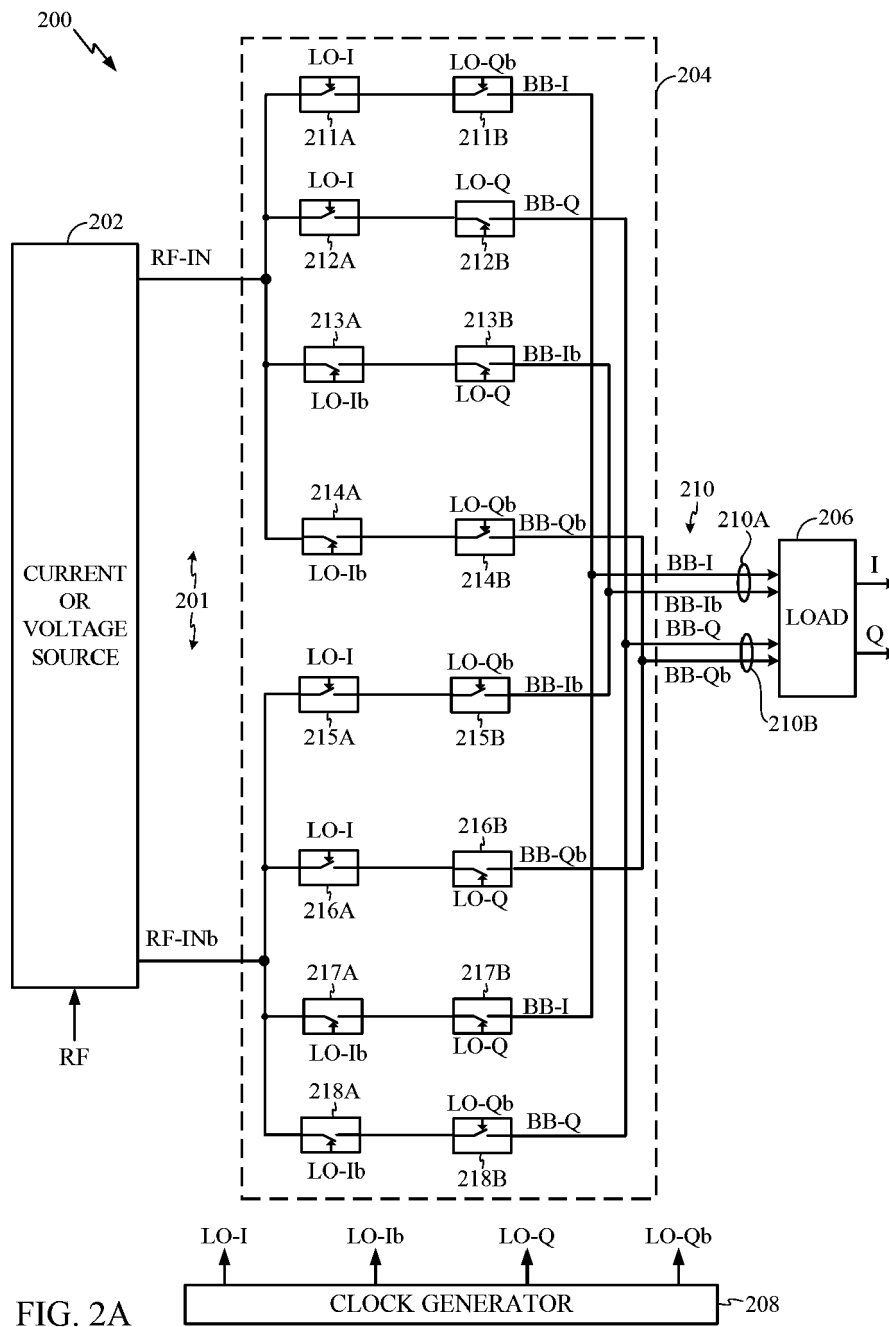 200
LO-I
LO-Qb
BB-I
204
211A
211B
LO-I
LO-Q
BB-Q
212A
212B
202
RF-IN
213A
213B
BB-Ib
LO-Ib
LO-Q
214A
LO-Qb
BB-Qb
LO-Ib
214B
210
210A
206
CURRENT
OR
VOLTAGE
SOURCE
201
BB-I
BB-Ib
BB-Q
BB-Qb
LOAD
I
Q
210B
LO-I
LO-Qb
BB-Ib
215A
215B
LO-I
216B
BB-Qb
216A
LO-Q
RF-INb
217A
217B
BB-I
LO-Ib
LO-Q
RF
218A
LO-Qb
BB-Q
LO-Ib
218B
LO-I
LO-Ib
LO-Q
LO-Qb
CLOCK GENERATOR
208
FIG. 2A